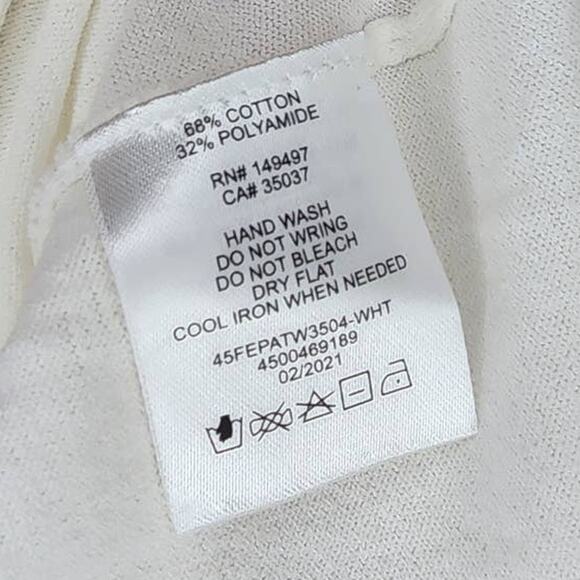 68% COTTON
32% POLYAMIDE
RN# 149497
CA# 35037
HAND WASH
DO NOT WRING
DO NOT BLEACH
DRY FLAT
COOL IRON WHEN NEEDED
45FEPATW3504-WHT
4500469189
02/2021